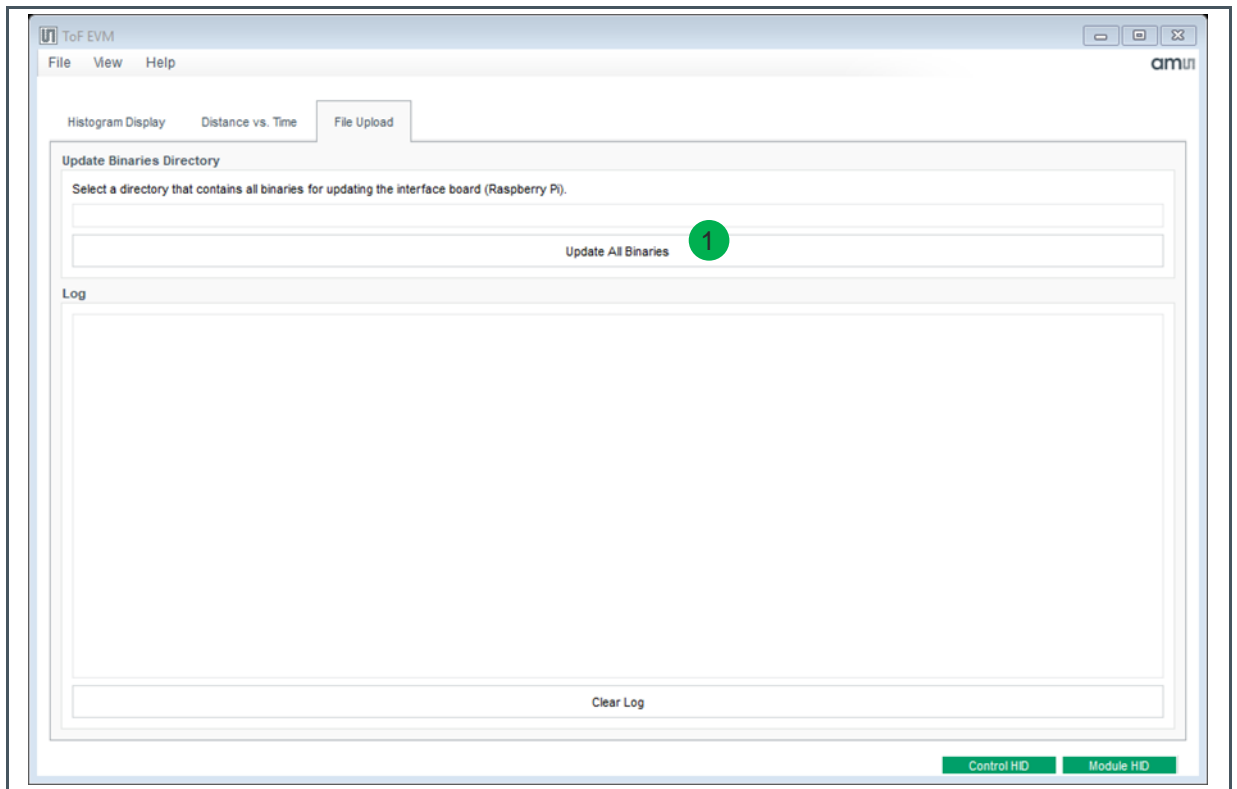 ToF EVM
File View Help
amu
Histogram Display Distance vs. Time File Upload
Update Binaries Directory
Select a directory that contains all binaries for updating the interface board (Raspberry Pi).
Update All Binaries 1
Log
Clear Log
Control HID Module HID